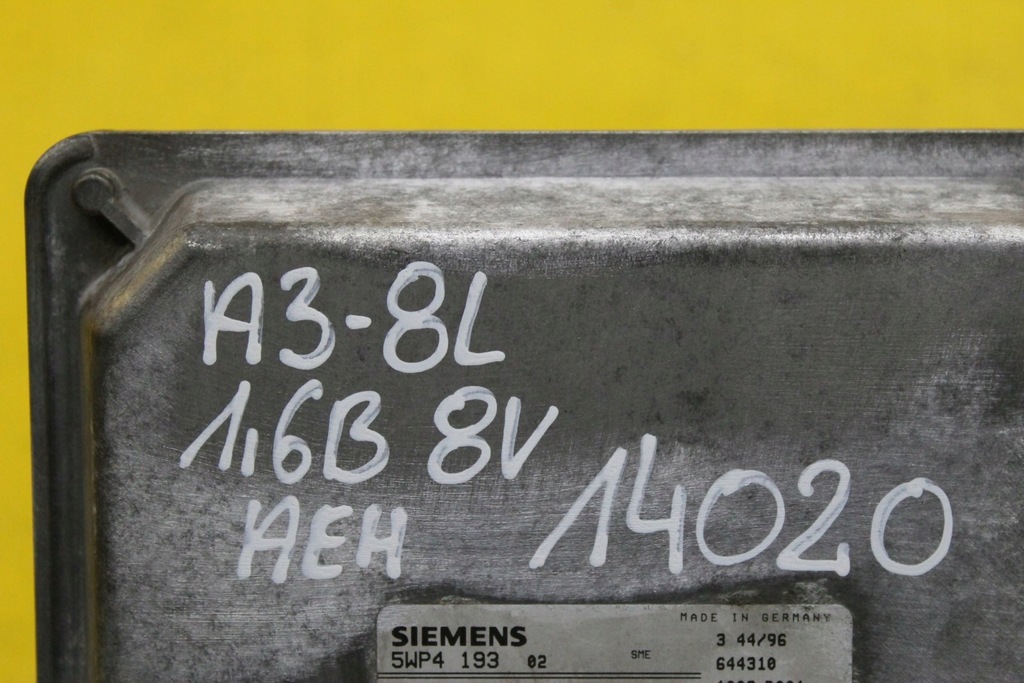 A3-8L
1,6B 8V
AEH 14020
MADE IN GERMANY
SIEMENS 3 44/96
5WP4 193 02 SME 644310